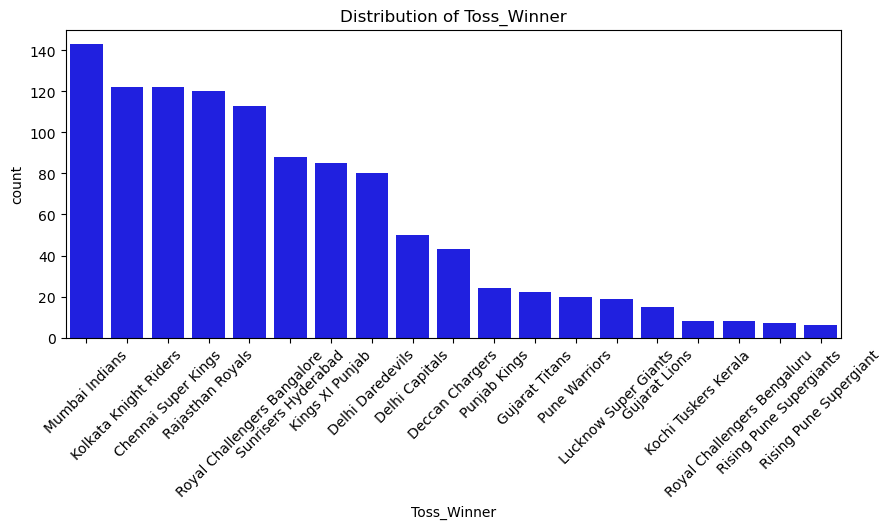 Distribution of Toss_Winner
count
140
120
100
80
60
40
20
0
Mumbai Indians
Kolkata Knight Riders
Chennai Super Kings
Rajasthan Royals
Royal Challengers Bangalore
Sunrisers Hyderabad
Kings XI Punjab
Delhi Daredevils
Delhi Capitals
Deccan Chargers
Punjab Kings
Gujarat Titans
Pune Warriors
Lucknow Super Giants
Gujarat Lions
Kochi Tuskers Kerala
Royal Challengers Bengaluru
Rising Pune Supergiants
Rising Pune Supergiant
Toss_Winner